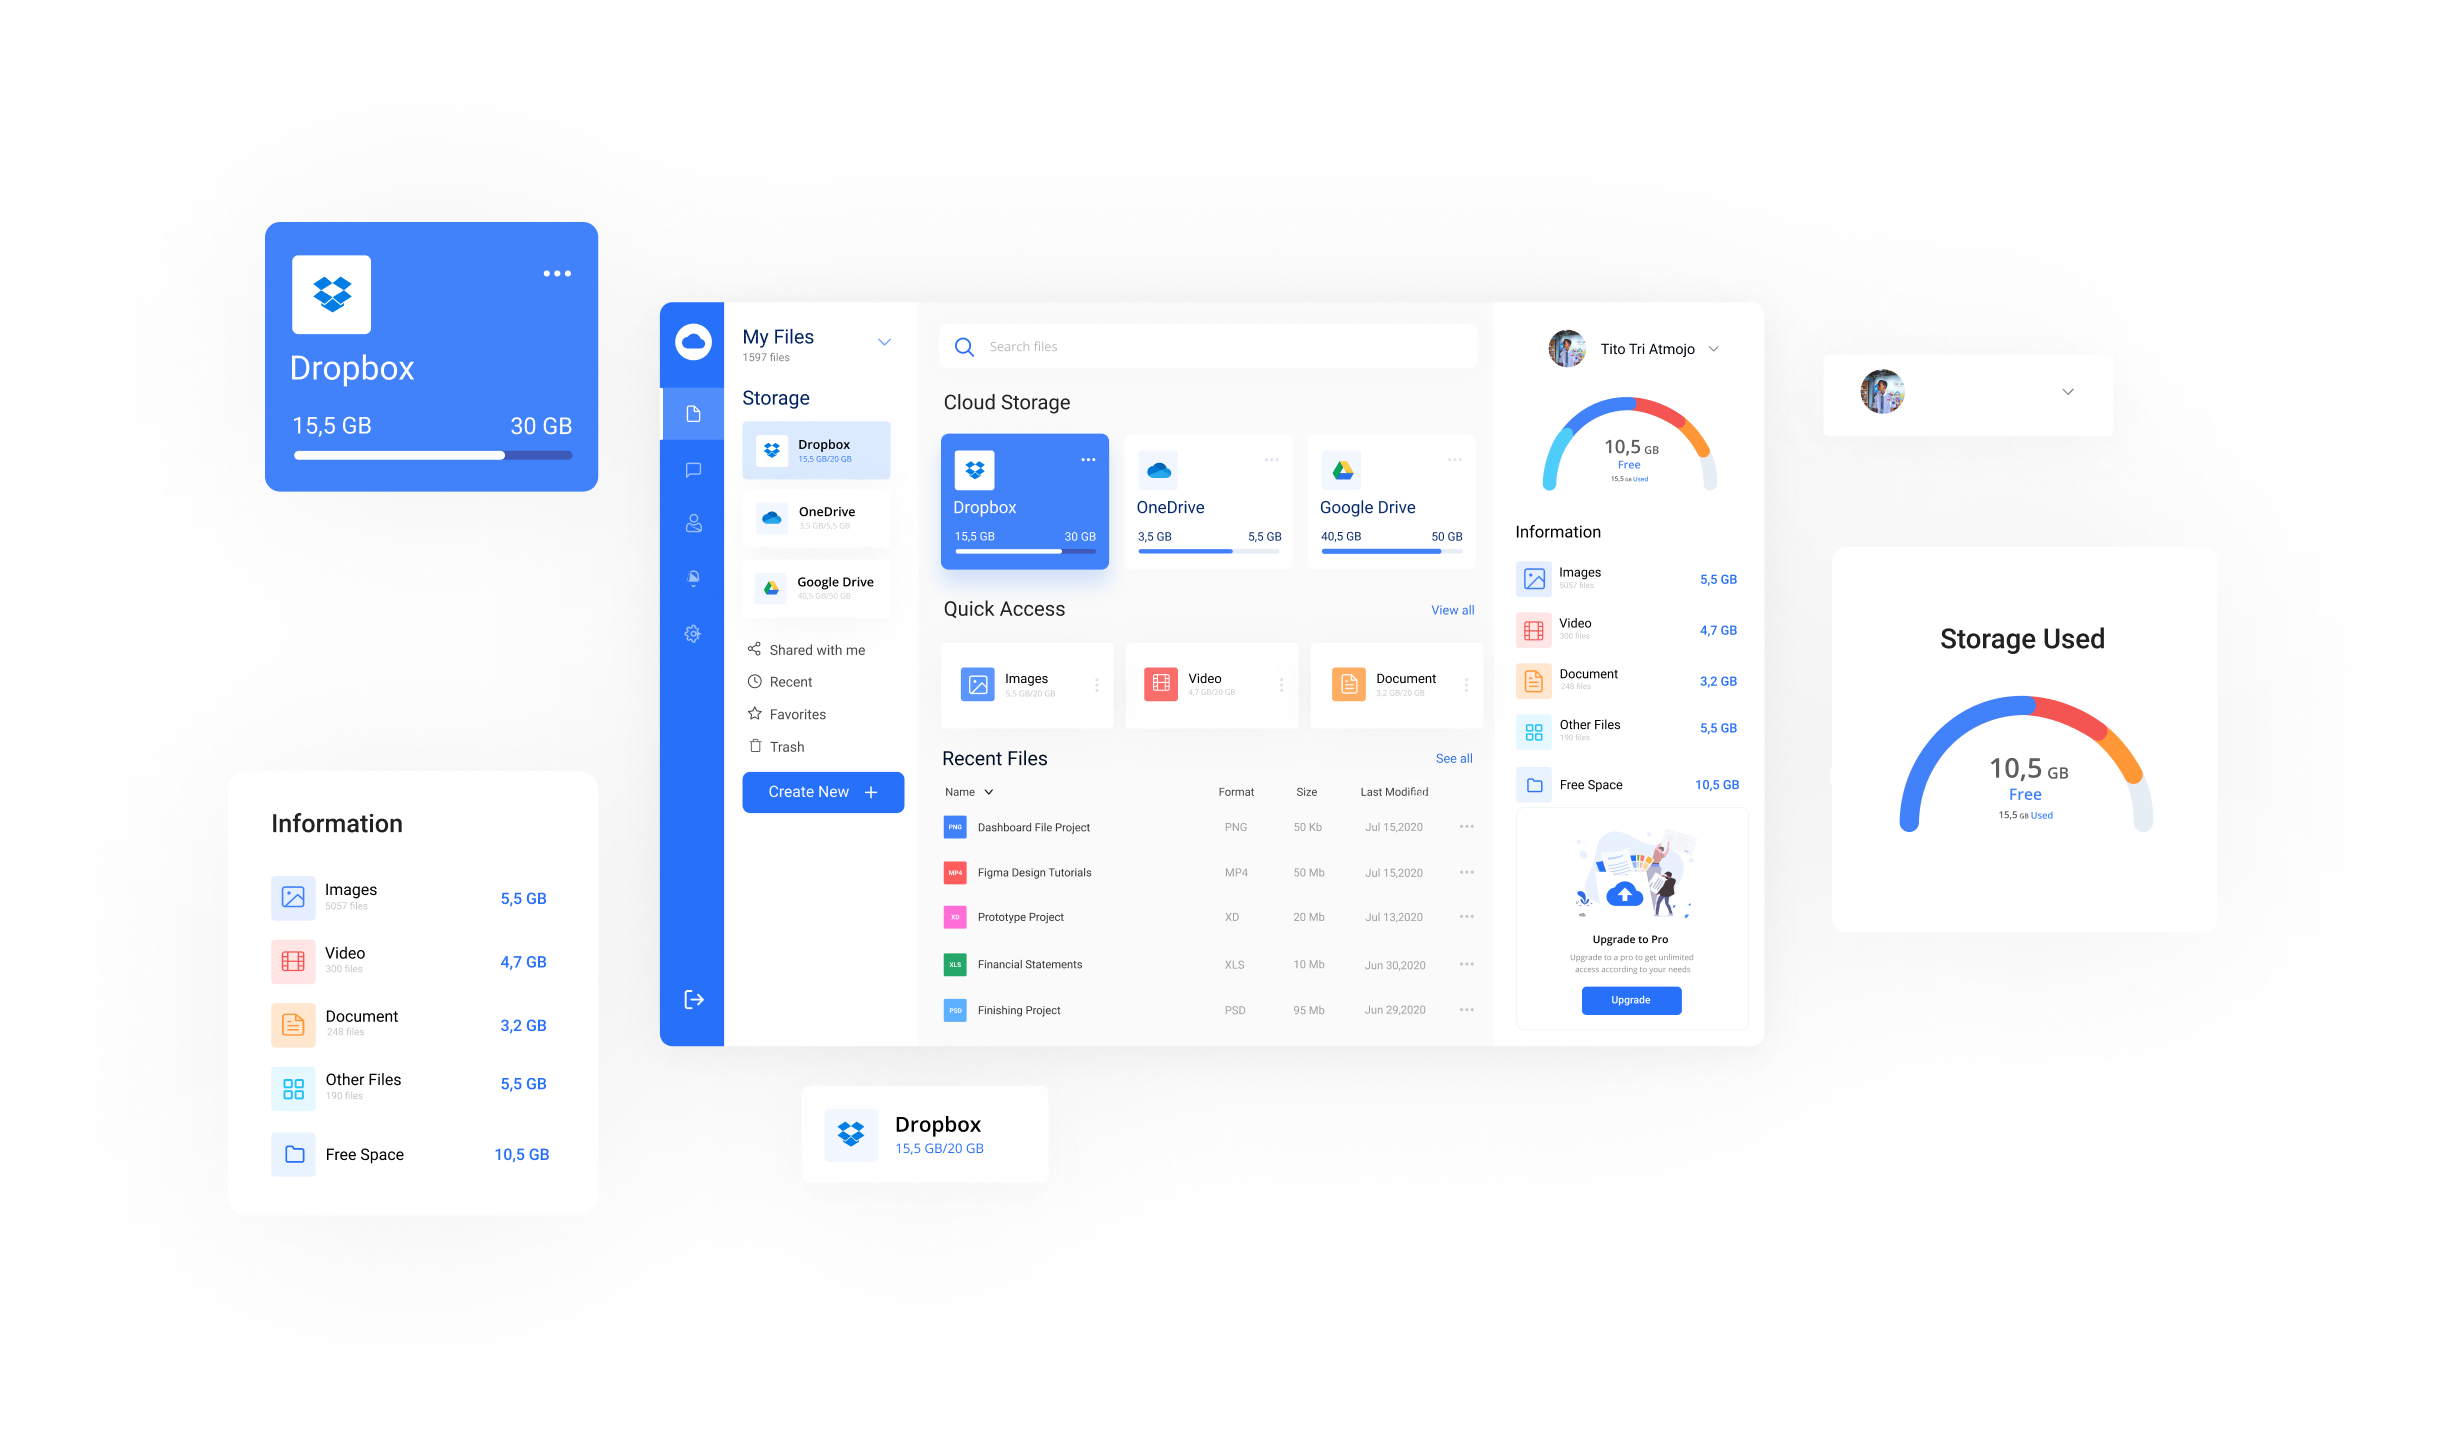 Dropbox
15,5 GB
30 GB
Information
Images
5057 files
5,5 GB
Video
300 files
4,7 GB
Document
248 files
3,2 GB
Other Files
190 files
5,5 GB
Free Space
10,5 GB
My Files
1597 files
Storage
Dropbox
15,5 GB/20 GB
OneDrive
3,5 GB/5,5 GB
Google Drive
40,5 GB/50 GB
Shared with me
Recent
Favorites
Trash
Create New
Search files
Cloud Storage
Dropbox
15,5 GB
30 GB
OneDrive
3,5 GB
5,5 GB
Google Drive
40,5 GB
50 GB
Quick Access
View all
Images
5,5 GB/20 GB
Video
4,7 GB/20 GB
Document
3,2 GB/20 GB
Recent Files
See all
Name
Format
Size
Last Modified
PNG
Dashboard File Project
PNG
50 Kb
Jul 15,2020
MP4
Figma Design Tutorials
MP4
50 Mb
Jul 15,2020
XD
Prototype Project
XD
20 Mb
Jul 13,2020
XLS
Financial Statements
XLS
10 Mb
Jun 30,2020
PSD
Finishing Project
PSD
95 Mb
Jun 29,2020
Tito Tri Atmojo
10,5 GB
Free
15,5 GB Used
Information
Images
5057 files
5,5 GB
Video
300 files
4,7 GB
Document
248 files
3,2 GB
Other Files
190 files
5,5 GB
Free Space
10,5 GB
Upgrade to Pro
Upgrade to a pro to get unlimited
access according to your needs
Upgrade
Dropbox
15,5 GB/20 GB
Storage Used
10,5 GB
Free
15,5 GB Used